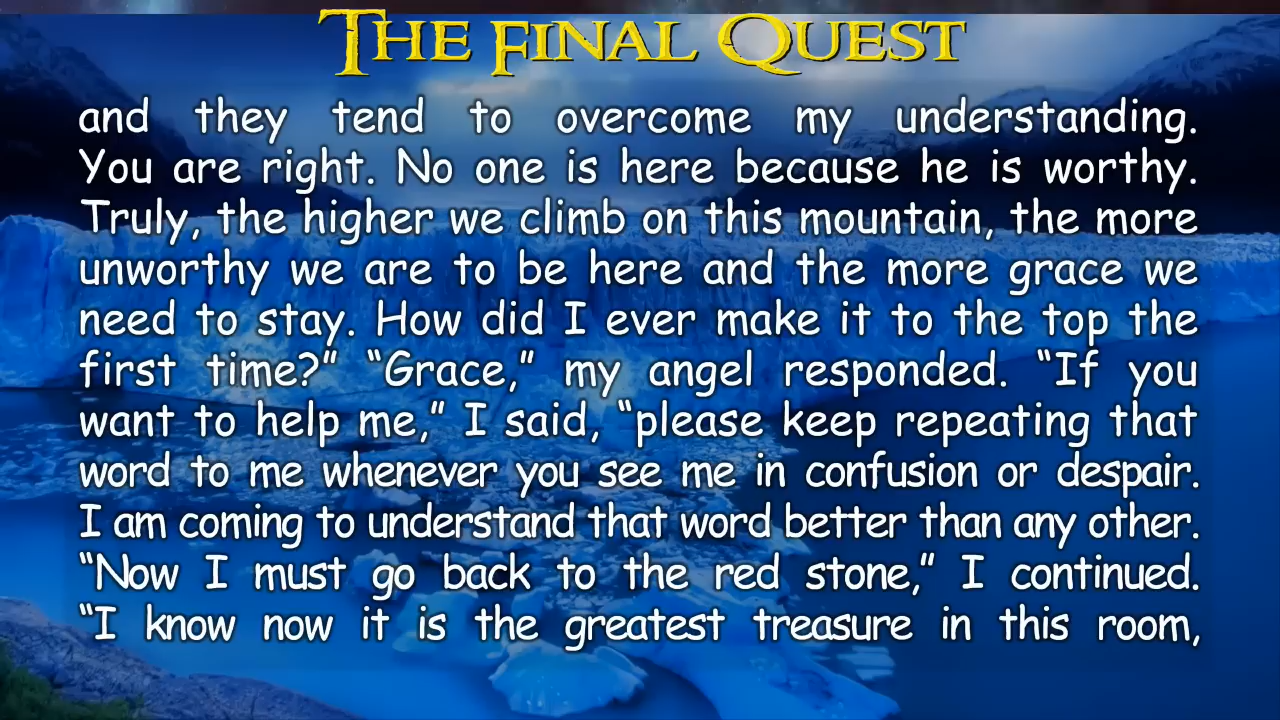 THE FINAL QUEST
and they tend to overcome my understanding.
You are right. No one is here because he is worthy.
Truly, the higher we climb on this mountain, the more
unworthy we are to be here and the more grace we
need to stay. How did I ever make it to the top the
first time?” “Grace,” my angel responded. “If you
want to help me,” I said, “please keep repeating that
word to me whenever you see me in confusion or despair.
I am coming to understand that word better than any other.
“Now I must go back to the red stone,” I continued.
“I know now it is the greatest treasure in this room,